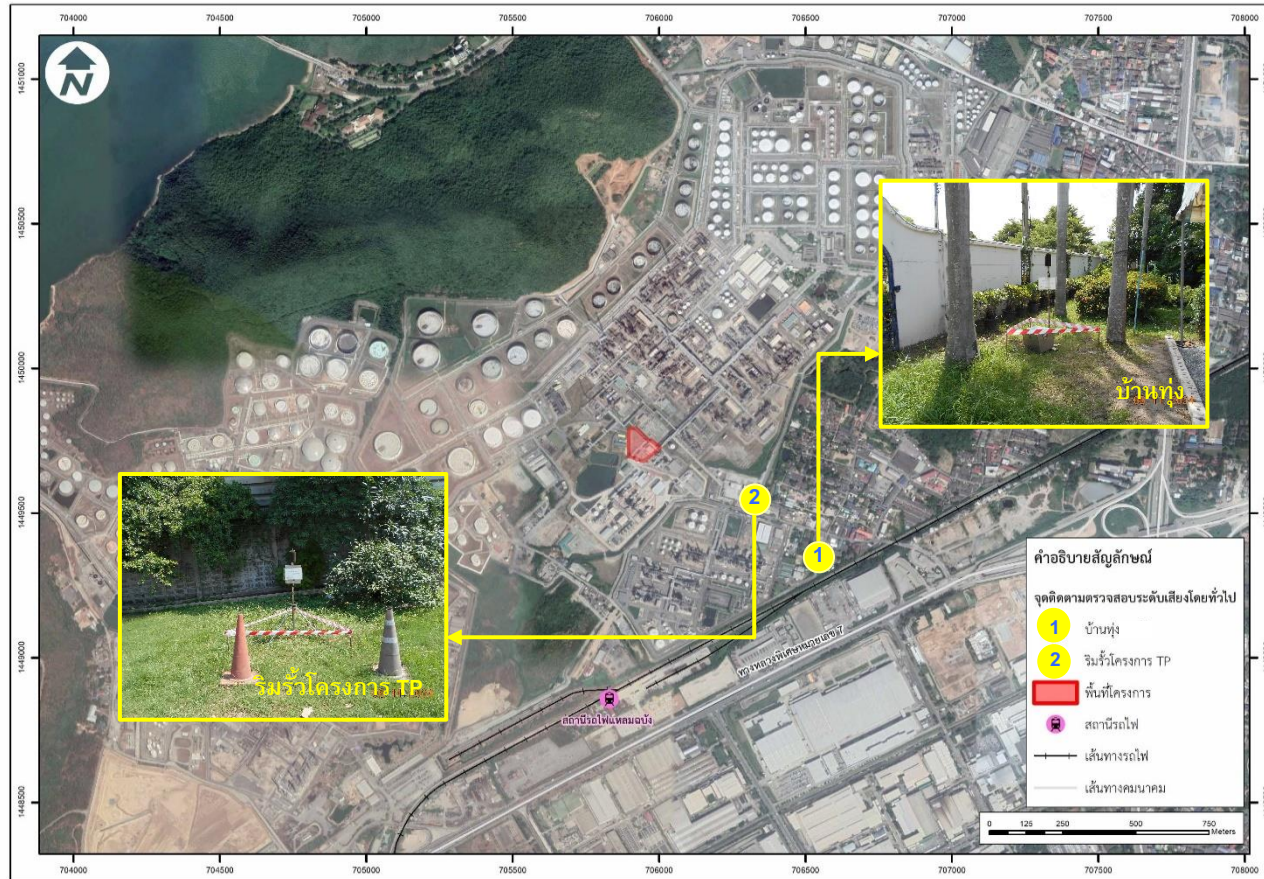 704000 704500 705000 705500 706000 706500 707000 707500 708000
N
1451000
1450500
1450000
1449500
1449000
1448500
บ้านทุ่ง
2
1
ริมรั้วโครงการ TP
ทางหลวงพิเศษหมายเลข 7
สถานีรถไฟแหลมฉบัง
คำอธิบายสัญลักษณ์
จุดติดตามตรวจสอบระดับเสียงโดยทั่วไป
1 บ้านทุ่ง
2 ริมรั้วโครงการ TP
พื้นที่โครงการ
สถานีรถไฟ
เส้นทางรถไฟ
เส้นทางคมนาคม
0 125 250 500 750
Meters
704000 704500 705000 705500 706000 706500 707000 707500 708000